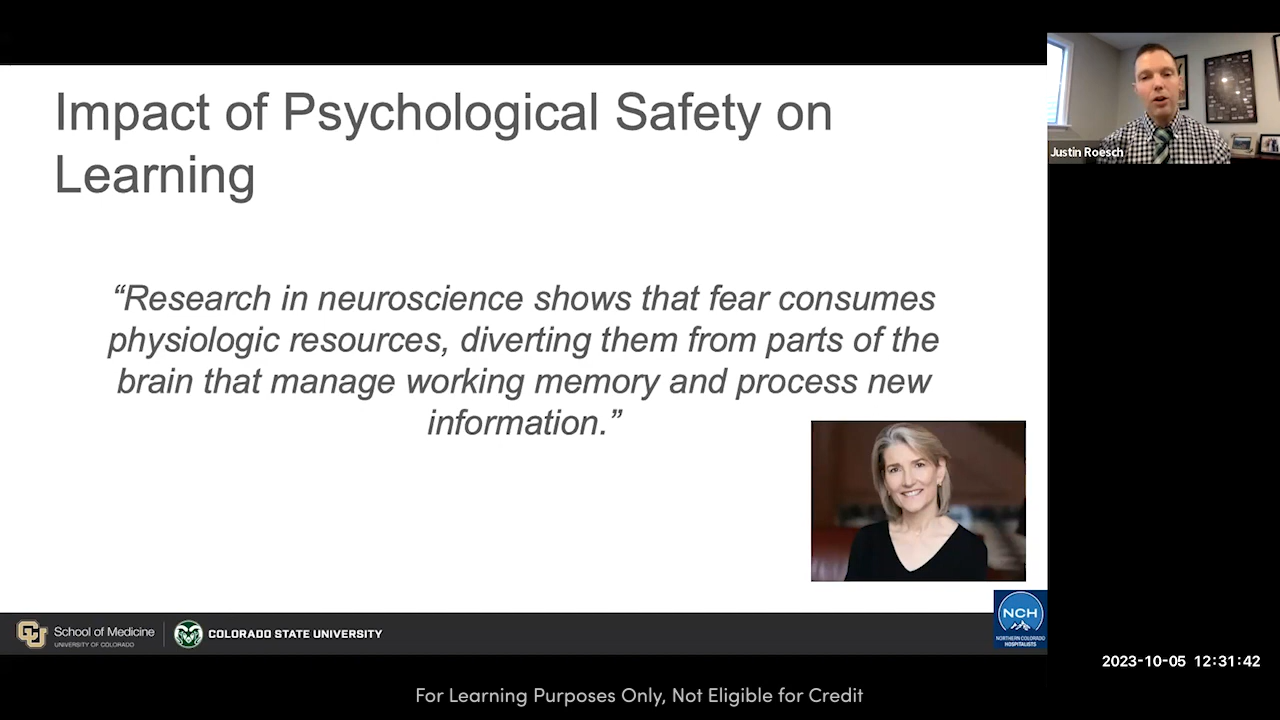 Impact of Psychological Safety on
Learning
“Research in neuroscience shows that fear consumes
physiologic resources, diverting them from parts of the
brain that manage working memory and process new
information.”
Justin Roesch
CU
School of Medicine
UNIVERSITY OF COLORADO
COLORADO STATE UNIVERSITY
NCH
NORTHERN COLORADO
HOSPITALISTS
2023-10-05 12:31:42
For Learning Purposes Only, Not Eligible for Credit